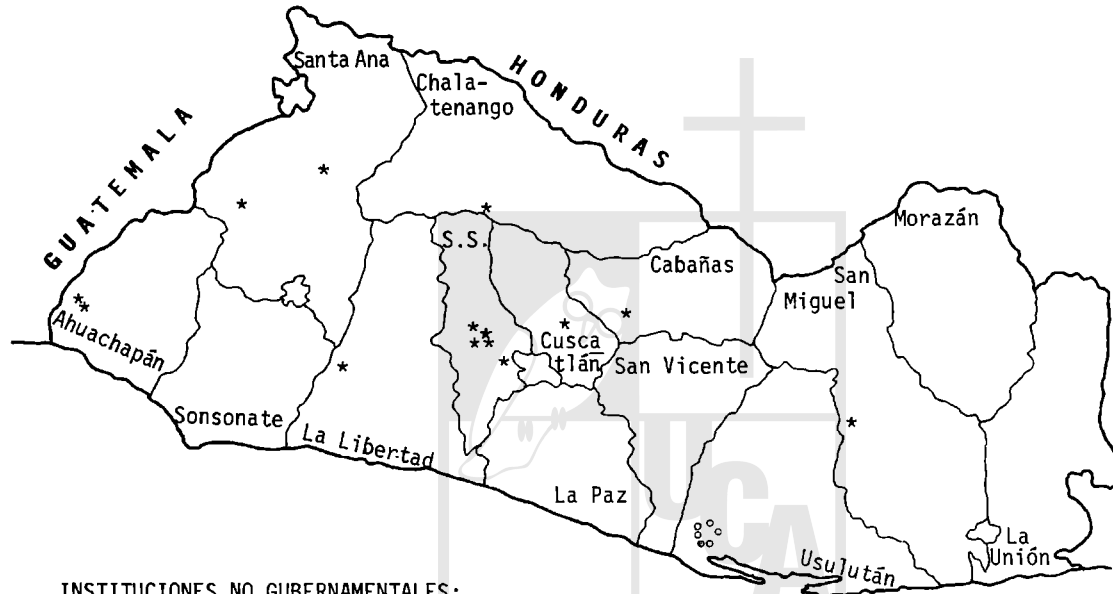 Santa Ana
Chala-
tenango
HONDURAS
GUATEMALA
Morazán
S.S.
Cabañas
San
Miguel
Ahuachapán
Cusca
tlán
San Vicente
Sonsonate
La Libertad
La Paz
UCA
Usulután
La
Unión
INSTITUCIONES NO GUBERNAMENTALES: